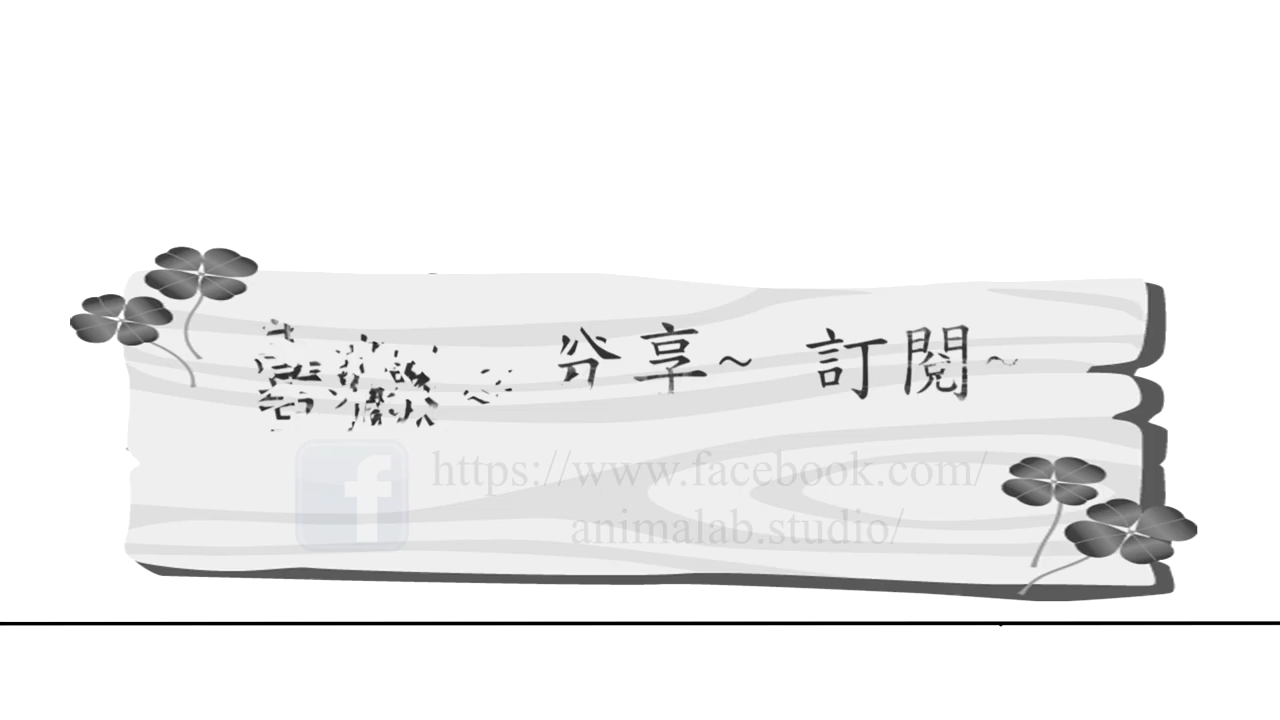 分享~ 訂閱~
https://www.facebook.com/
animalab.studio/